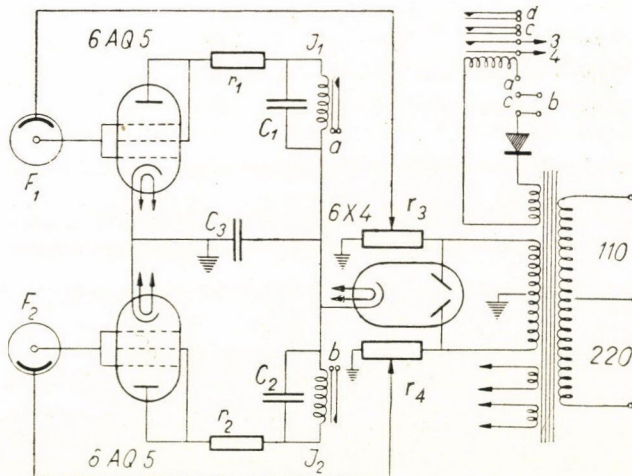 6AQ5
J₁
d
c
3
4
r₁
a
C₁
c
b
a
F₁
C₃
6X4
r₃
110
F₂
220
b
C₂
r₄
r₂
6AQ5
J₂